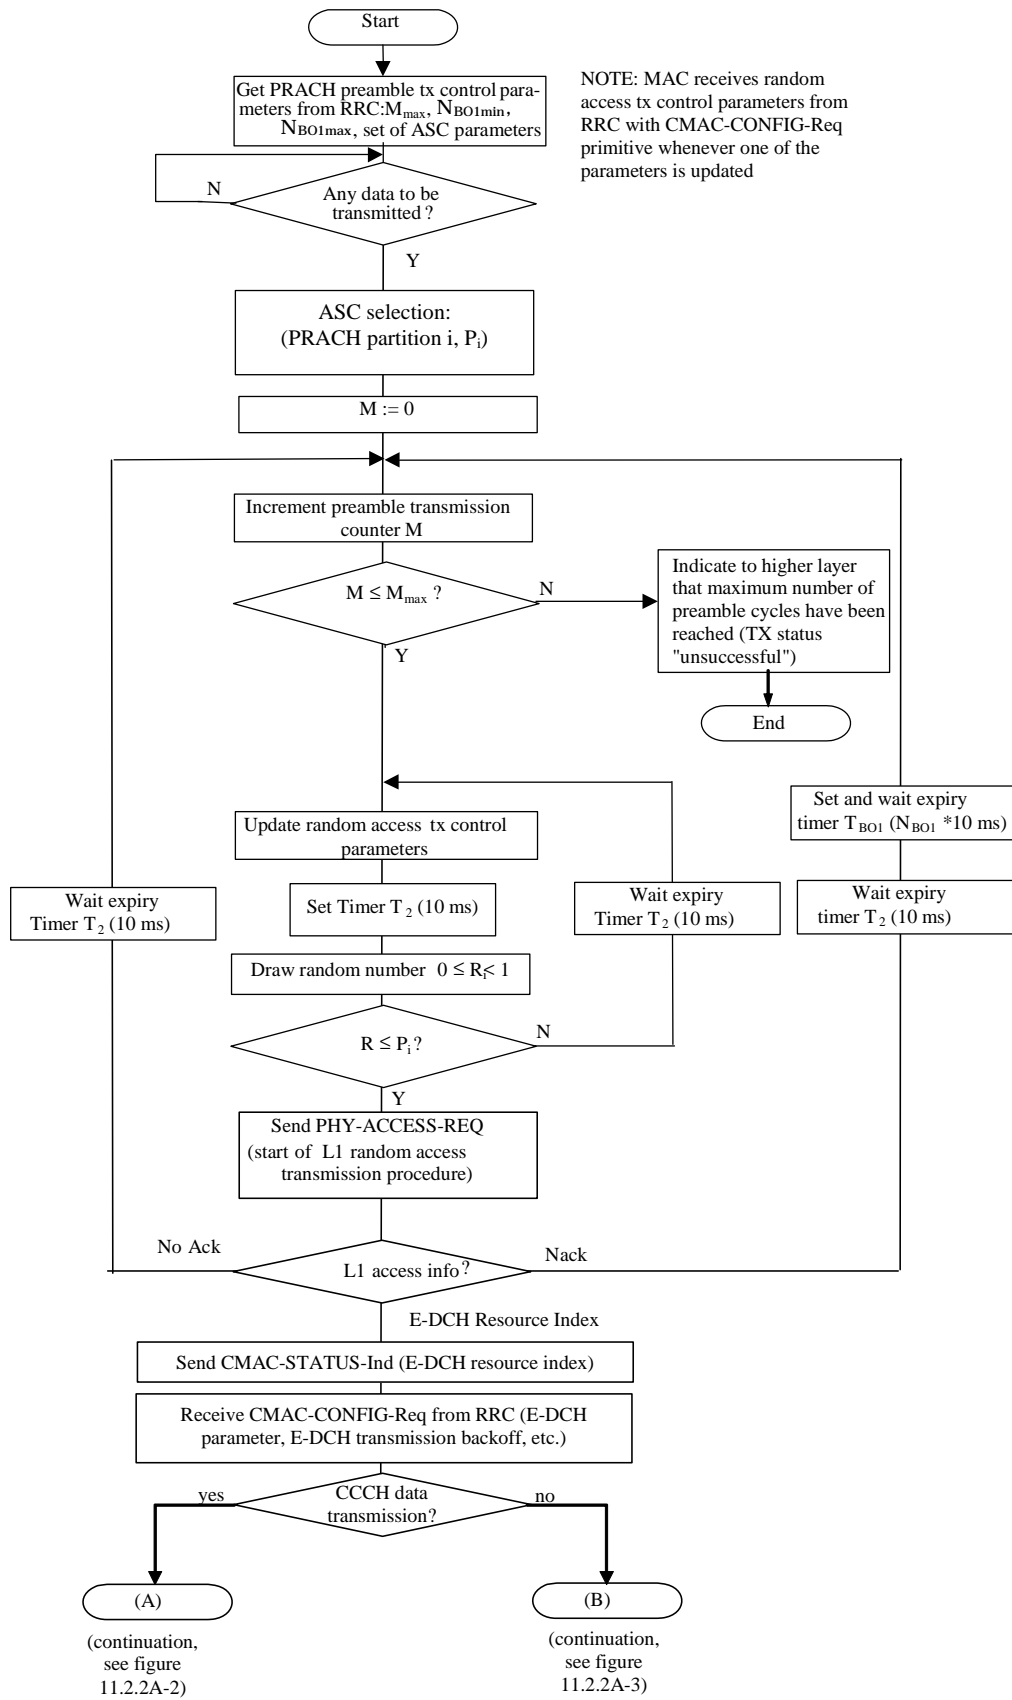 Start
Get PRACH preamble tx control para-
meters from RRC:Mmax, NBO1min,
NBO1max, set of ASC parameters
NOTE: MAC receives random
access tx control parameters from
RRC with CMAC-CONFIG-Req
primitive whenever one of the
parameters is updated
N
Any data to be
transmitted ?
Y
ASC selection:
(PRACH partition i, Pi)
M := 0
Increment preamble transmission
counter M
M ≤ Mmax ?
N
Y
Indicate to higher layer
that maximum number of
preamble cycles have been
reached (TX status
"unsuccessful")
End
Update random access tx control
parameters
Set and wait expiry
timer TBO1 (NBO1 *10 ms)
Wait expiry
Timer T2 (10 ms)
Set Timer T2 (10 ms)
Wait expiry
Timer T2 (10 ms)
Wait expiry
timer T2 (10 ms)
Draw random number 0 ≤ Ri< 1
R ≤ Pi?
N
Y
Send PHY-ACCESS-REQ
(start of L1 random access
transmission procedure)
No Ack
L1 access info?
Nack
E-DCH Resource Index
Send CMAC-STATUS-Ind (E-DCH resource index)
Receive CMAC-CONFIG-Req from RRC (E-DCH
parameter, E-DCH transmission backoff, etc.)
yes
CCCH data
transmission?
no
(A)
(B)
(continuation,
see figure
11.2.2A-2)
(continuation,
see figure
11.2.2A-3)